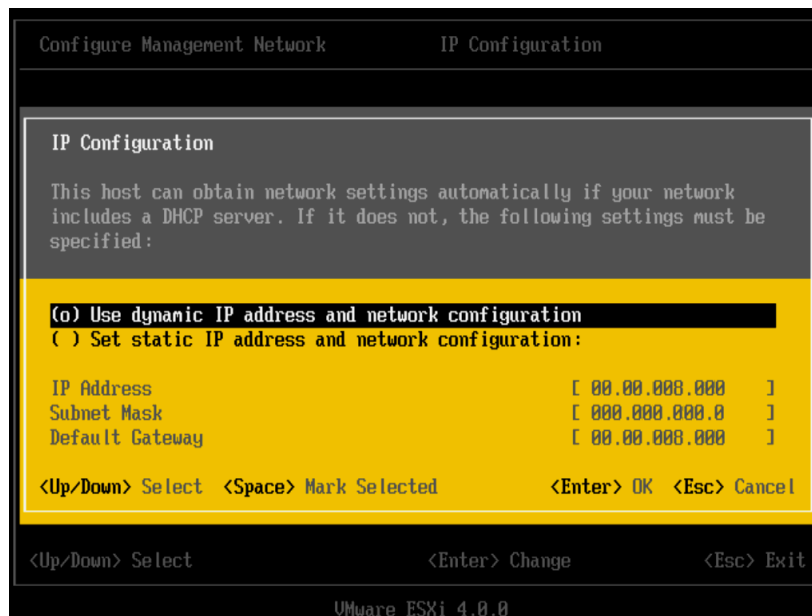 Configure Management Network IP Configuration
IP Configuration
This host can obtain network settings automatically if your network
includes a DHCP server. If it does not, the following settings must be
specified:
(o) Use dynamic IP address and network configuration
( ) Set static IP address and network configuration:
IP Address [ 00.00.008.000 ]
Subnet Mask [ 000.000.000.0 ]
Default Gateway [ 00.00.008.000 ]
<Up/Down> Select <Space> Mark Selected <Enter> OK <Esc> Cancel
<Up/Down> Select <Enter> Change <Esc> Exit
VMware ESXi 4.0.0